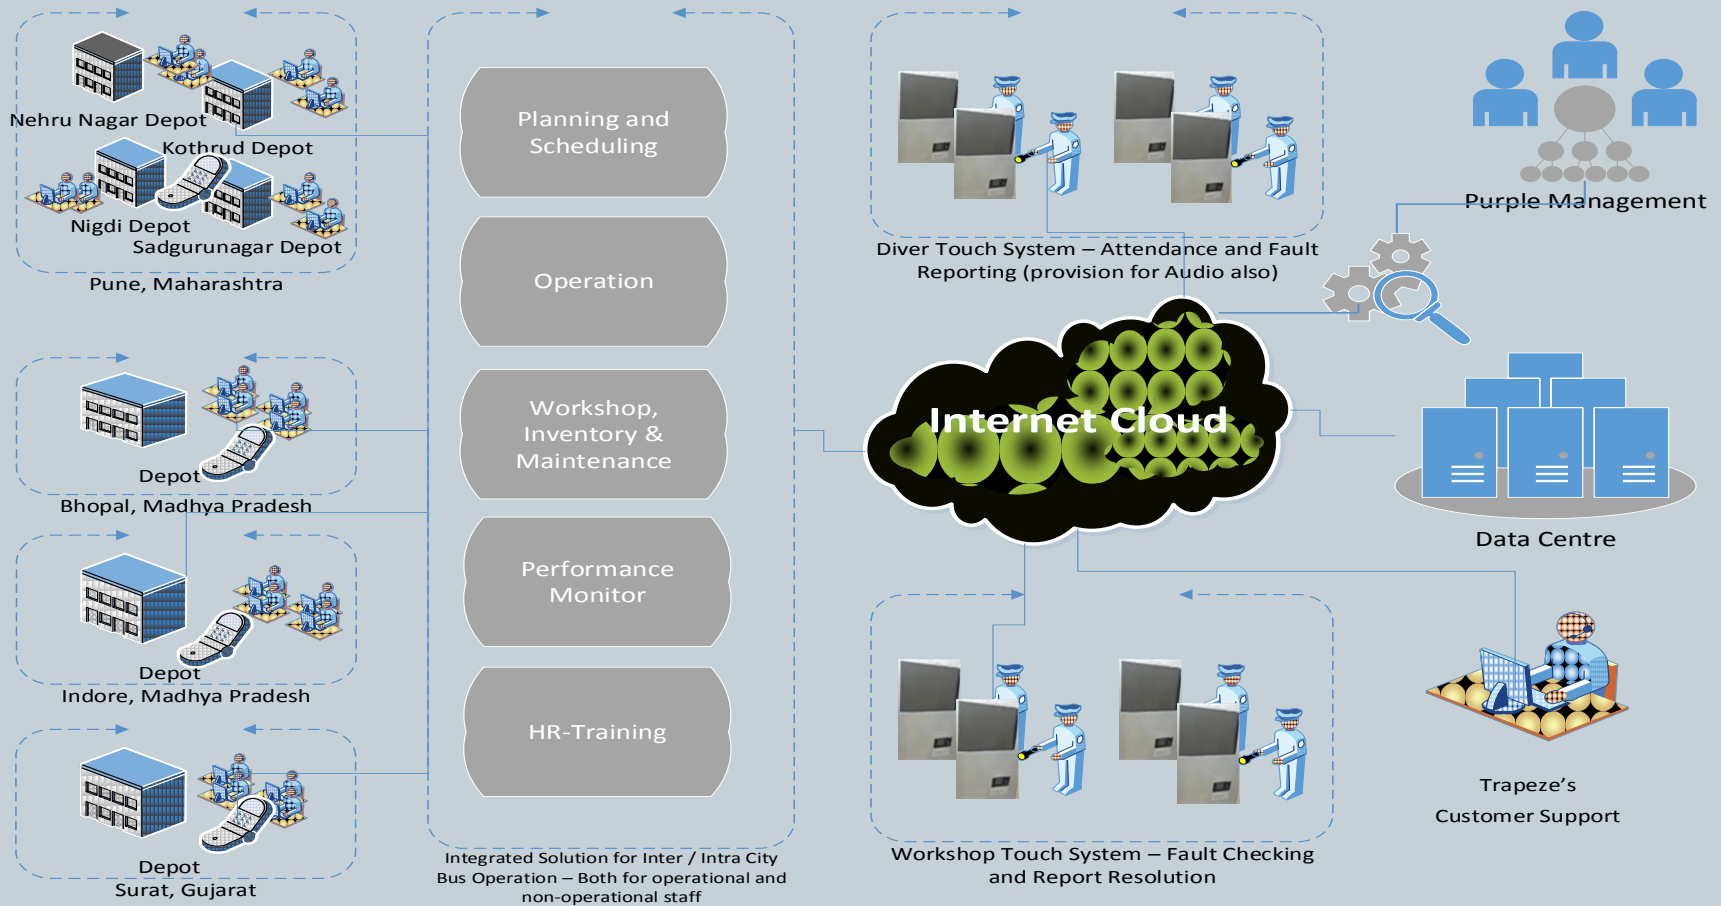 Nehru Nagar Depot
Kothrud Depot
Nigdi Depot
Sadgurunagar Depot
Pune, Maharashtra
Depot
Bhopal, Madhya Pradesh
Depot
Indore, Madhya Pradesh
Depot
Surat, Gujarat
Planning and
Scheduling
Operation
Workshop,
Inventory &
Maintenance
Performance
Monitor
HR-Training
Integrated Solution for Inter / Intra City
Bus Operation – Both for operational and
non-operational staff
Diver Touch System – Attendance and Fault
Reporting (provision for Audio also)
Internet Cloud
Workshop Touch System – Fault Checking
and Report Resolution
Purple Management
Data Centre
Trapeze’s
Customer Support